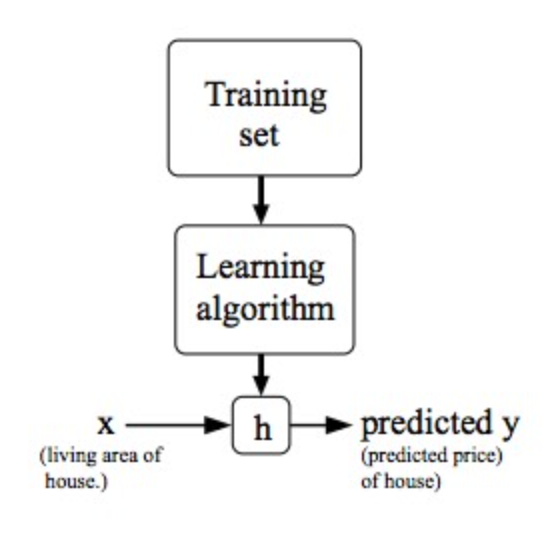 Training
set
Learning
algorithm
x
h
predicted y
(living area of
house.)
(predicted price)
of house)